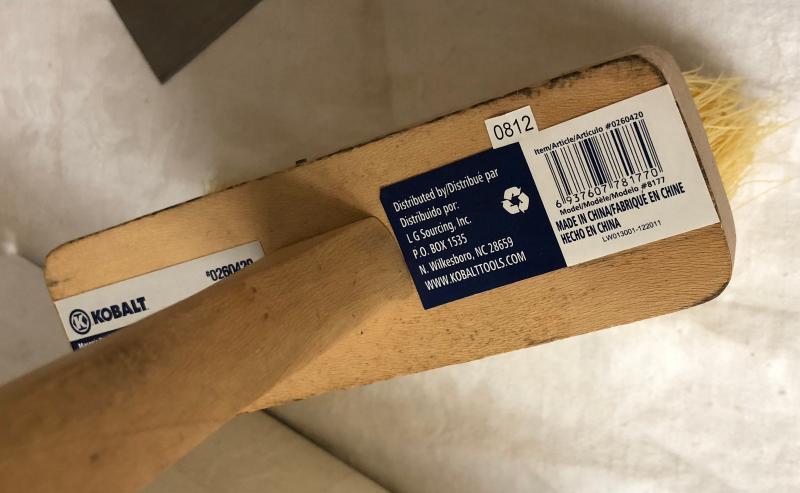 0812
Distributed by/Distribué par
Distribuido por:
L G Sourcing, Inc.
P.O. BOX 1535
N. Wilkesboro, NC 28659
WWW.KOBALTTOOLS.COM
Item/Article/Artículo #0260420
6 937607 781770
Model/Modèle/Modelo #8177
MADE IN CHINA/FABRIQUÉ EN CHINE
HECHO EN CHINA
LW013001-122011
#0260420
K KOBALT